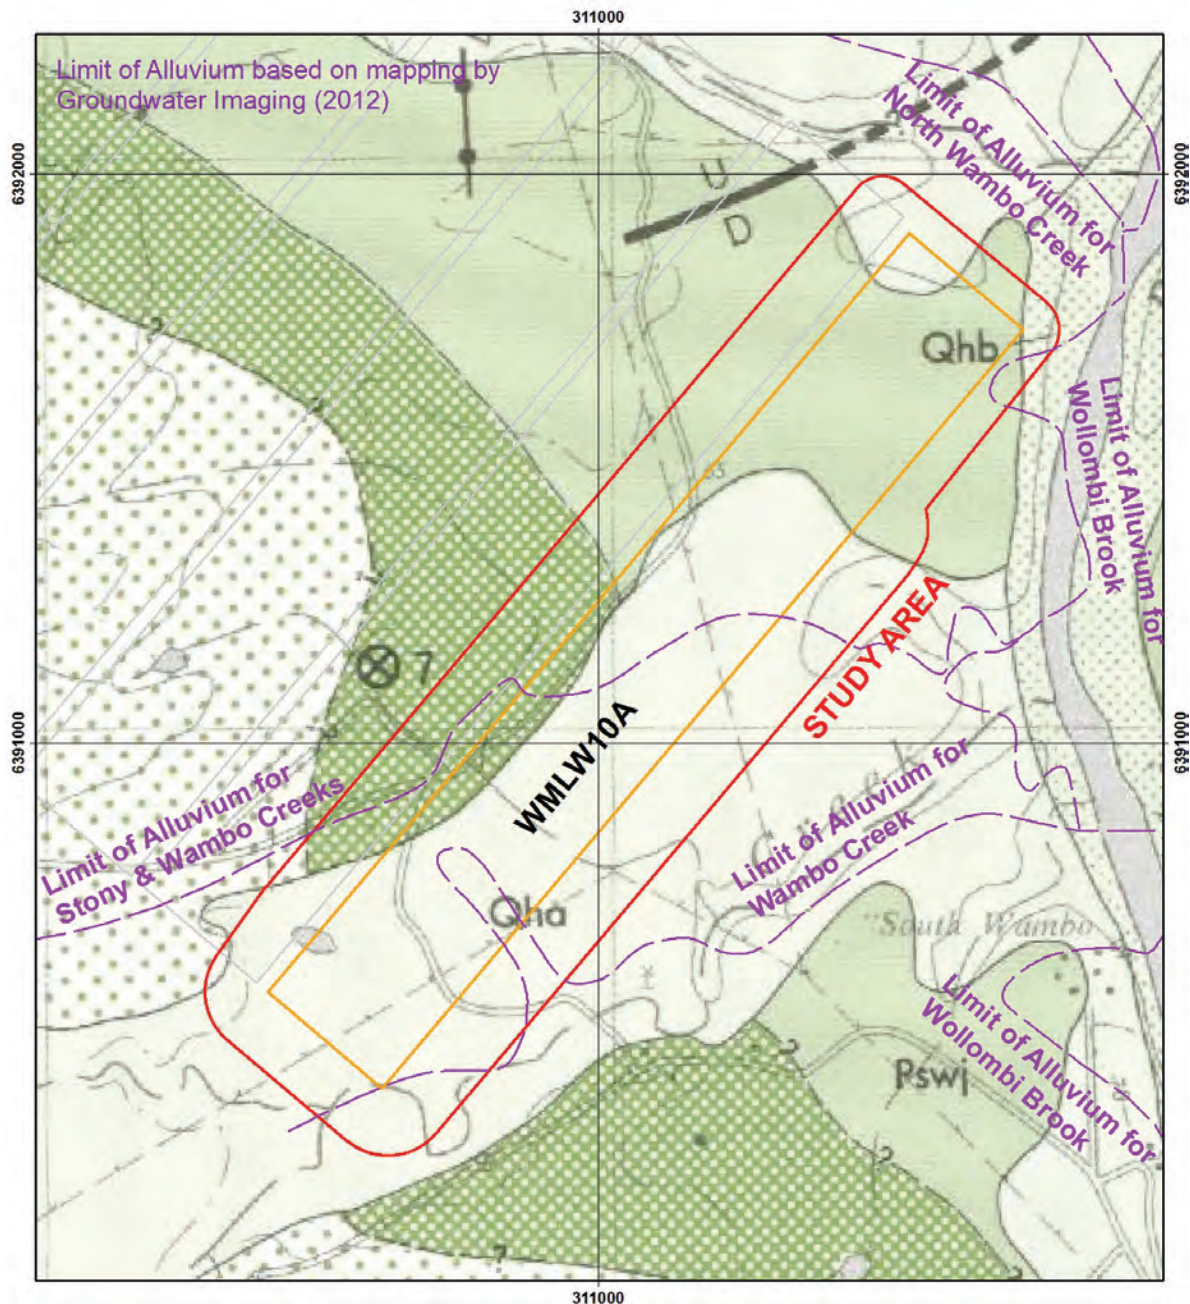 311000
Limit of Alluvium based on mapping by
Groundwater Imaging (2012)
Limit of Alluvium for
North Wambo Creek
6392000
6392000
U
D
?
Qhb
?
Limit of Alluvium for
Wollombi Brook
7
STUDY AREA
WMLW10A
6391000
6391000
Limit of Alluvium for
Stony & Wambo Creeks
Limit of Alluvium for
Wambo Creek
Qha
"South Wambo
Limit of Alluvium for
Wollombi Brook
?
Pswj
?
?
?
311000